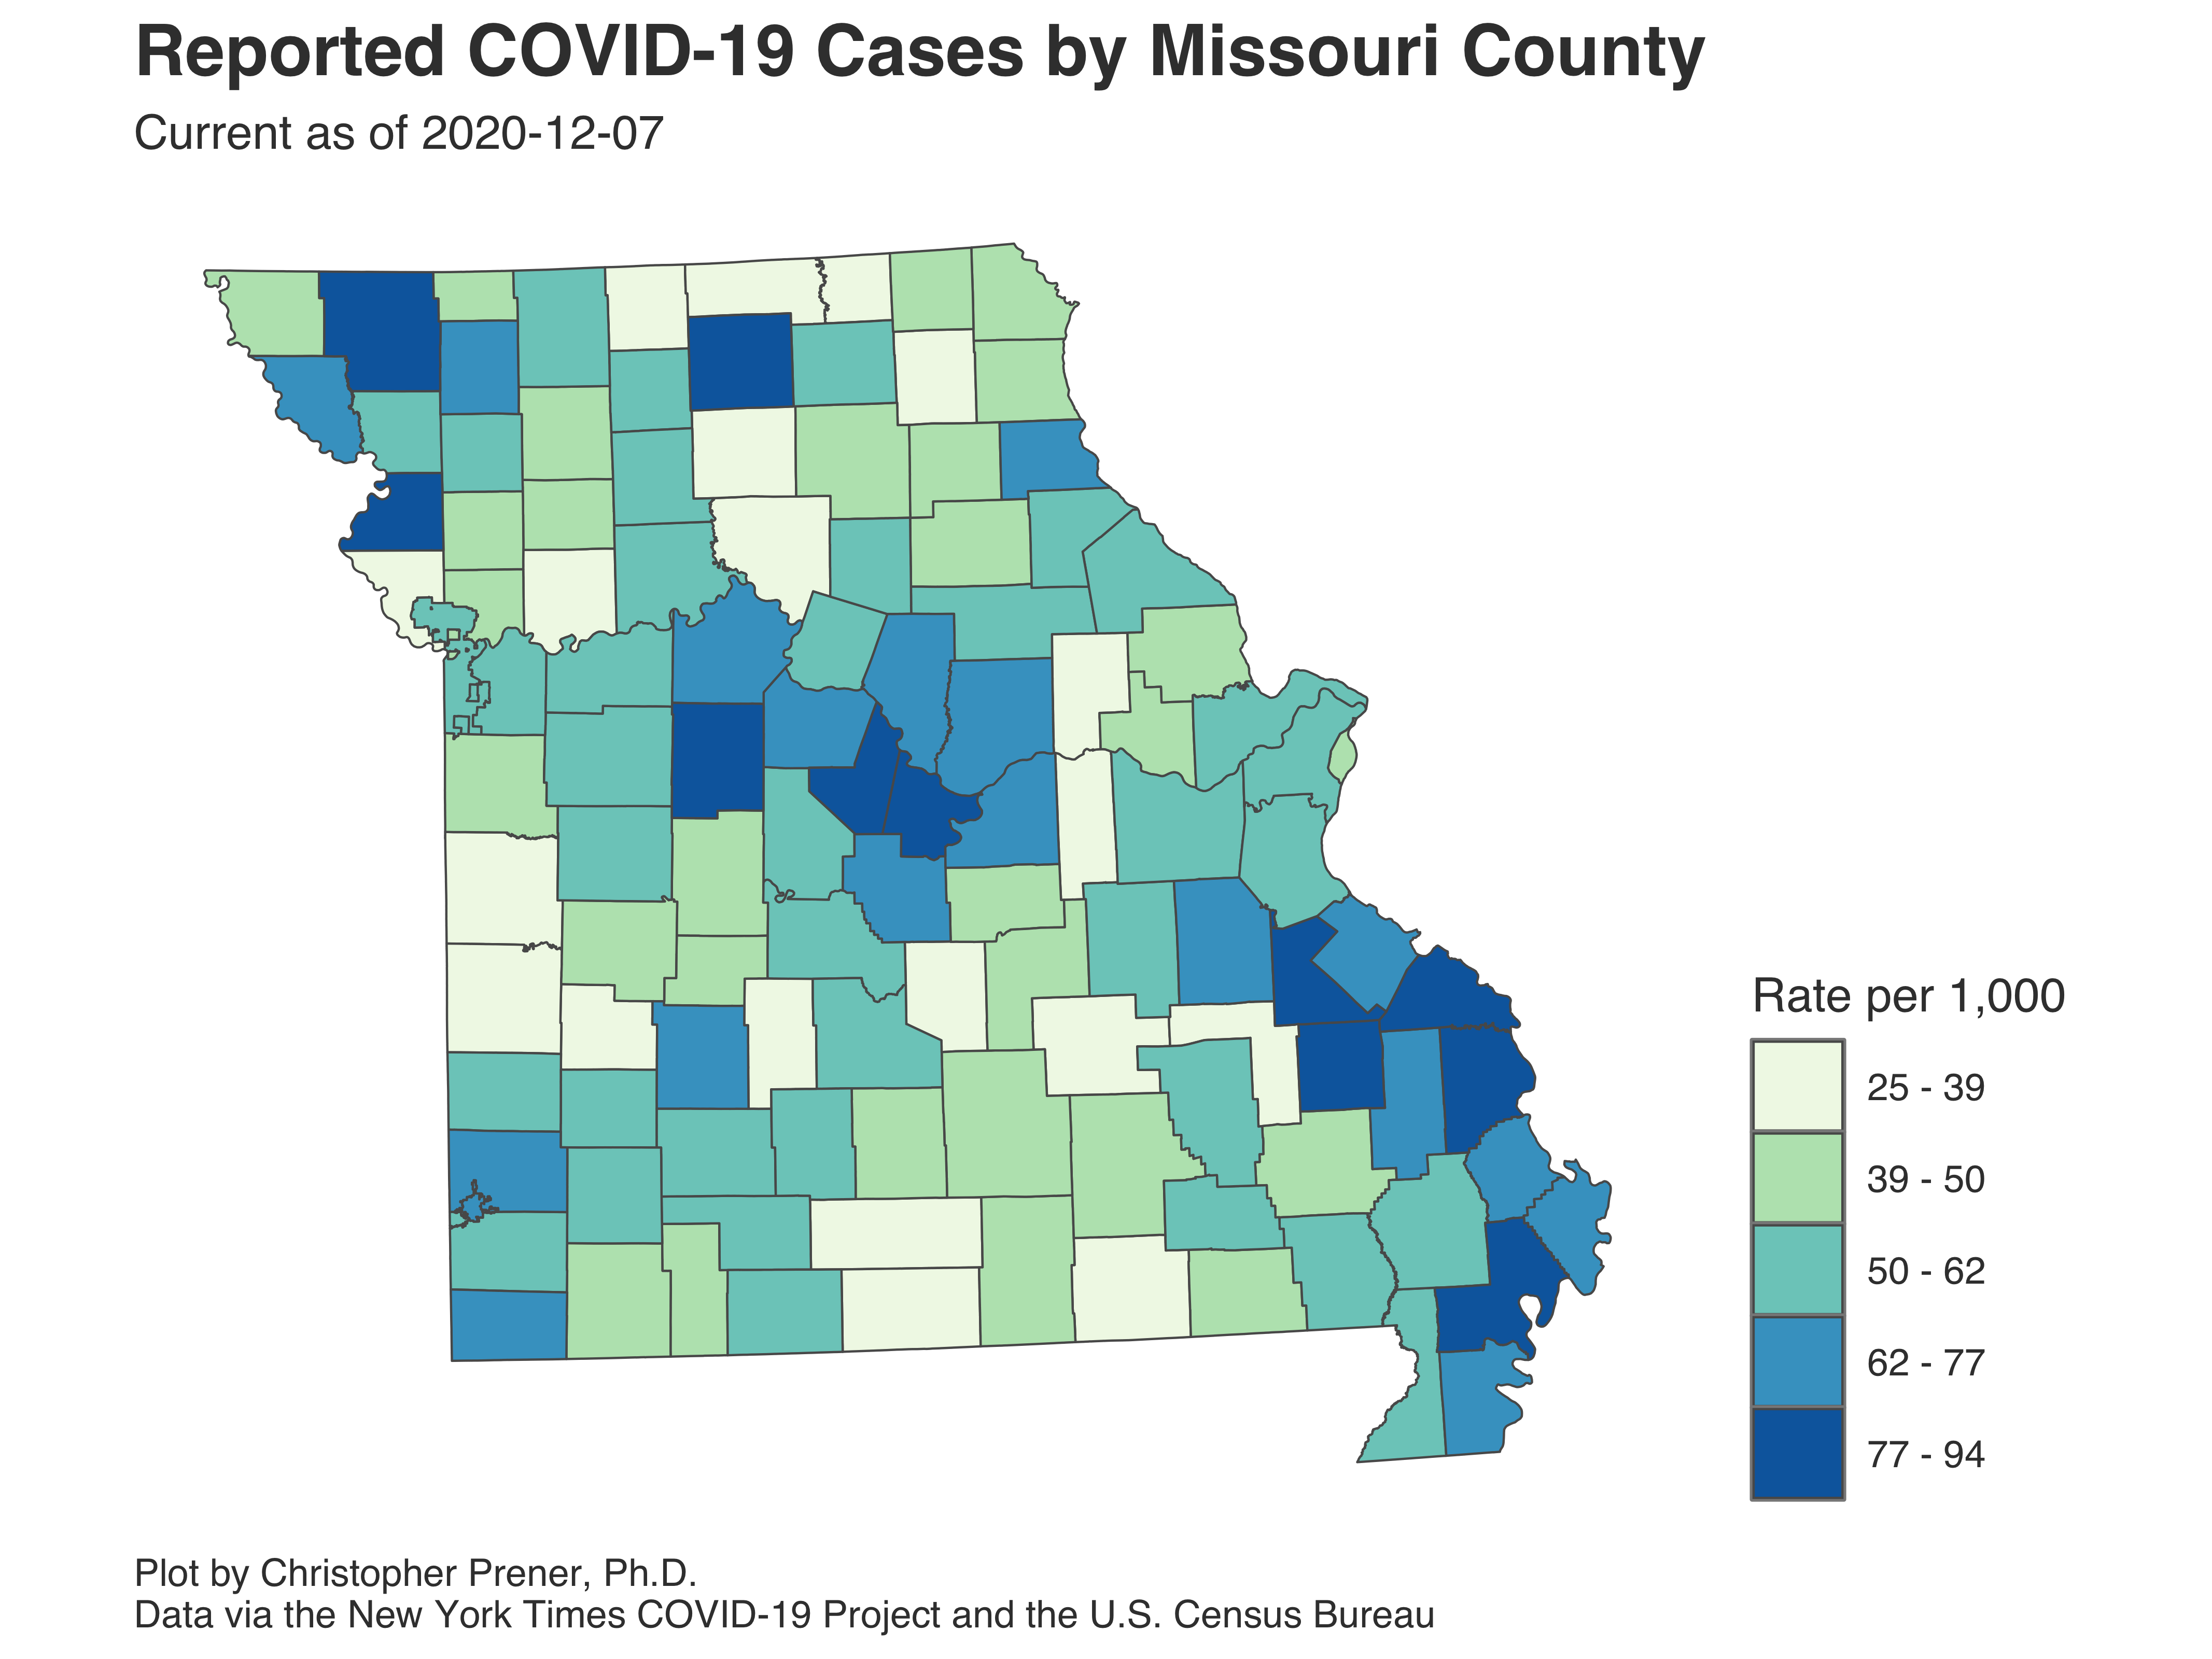 Reported COVID-19 Cases by Missouri County
Current as of 2020-12-07
Rate per 1,000
25 - 39
39 - 50
50 - 62
62 - 77
77 - 94
Plot by Christopher Prener, Ph.D.
Data via the New York Times COVID-19 Project and the U.S. Census Bureau